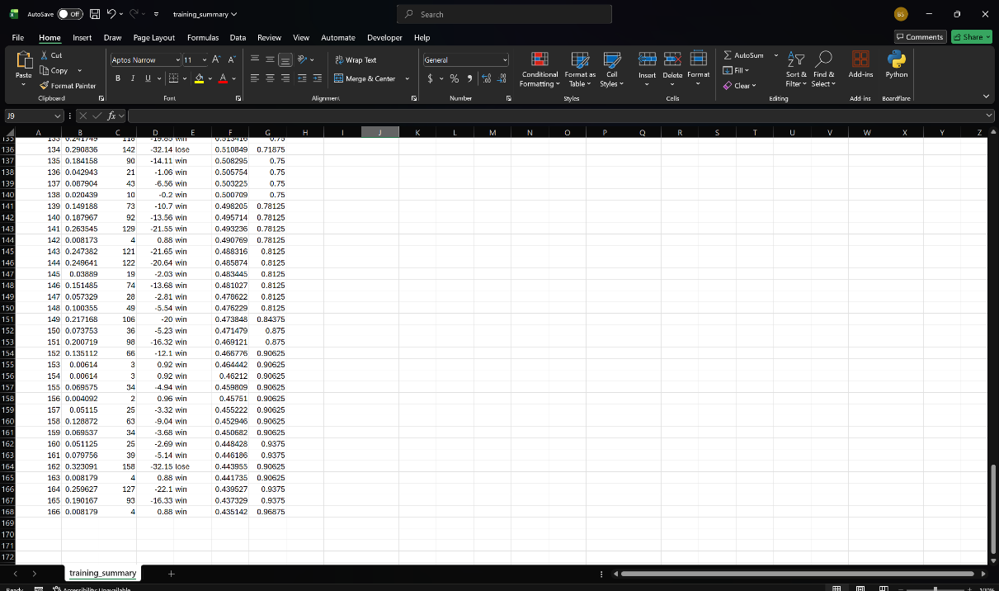 AutoSave Off training_summary Search BS
File Home Insert Draw Page Layout Formulas Data Review View Automate Developer Help Comments Share
Paste Cut Copy Format Painter Clipboard
Aptos Narrow 11 A A B I U A Font
ab Wrap Text Merge & Center Alignment
General $ % 9 Number
Conditional Formatting Format as Table Cell Styles Styles
Insert Delete Format Cells
AutoSum Fill Clear Sort & Filter Find & Select Editing
Add-ins Add-ins
Python Boardflare
J9 fx
A B C D E F G H I J K L M N O P Q R S T U V W X Y Z
135 133 0.241749 118 -19.85 win 0.513416 0.75
136 134 0.290836 142 -32.14 lose 0.510849 0.71875
137 135 0.184158 90 -14.11 win 0.508295 0.75
138 136 0.042943 21 -1.06 win 0.505754 0.75
139 137 0.087904 43 -6.56 win 0.503225 0.75
140 138 0.020439 10 -0.2 win 0.500709 0.75
141 139 0.149188 73 -10.7 win 0.498205 0.78125
142 140 0.187967 92 -13.56 win 0.495714 0.78125
143 141 0.263545 129 -21.55 win 0.493236 0.78125
144 142 0.008173 4 0.88 win 0.490769 0.78125
145 143 0.247382 121 -21.65 win 0.488316 0.8125
146 144 0.249641 122 -20.64 win 0.485874 0.8125
147 145 0.03889 19 -2.03 win 0.483445 0.8125
148 146 0.151485 74 -13.68 win 0.481027 0.8125
149 147 0.057329 28 -2.81 win 0.478622 0.8125
150 148 0.100355 49 -5.54 win 0.476229 0.8125
151 149 0.217168 106 -20 win 0.473848 0.84375
152 150 0.073753 36 -5.23 win 0.471479 0.875
153 151 0.200719 98 -16.32 win 0.469121 0.875
154 152 0.135112 66 -12.1 win 0.466776 0.90625
155 153 0.00614 3 0.92 win 0.464442 0.90625
156 154 0.00614 3 0.92 win 0.46212 0.90625
157 155 0.069575 34 -4.94 win 0.459809 0.90625
158 156 0.004092 2 0.96 win 0.45751 0.90625
159 157 0.05115 25 -3.32 win 0.455222 0.90625
160 158 0.128872 63 -9.04 win 0.452946 0.90625
161 159 0.069537 34 -3.68 win 0.450682 0.90625
162 160 0.051125 25 -2.69 win 0.448428 0.9375
163 161 0.079756 39 -5.14 win 0.446186 0.9375
164 162 0.323091 158 -32.15 lose 0.443955 0.90625
165 163 0.008179 4 0.88 win 0.441735 0.90625
166 164 0.259627 127 -22.1 win 0.439527 0.9375
167 165 0.190167 93 -16.33 win 0.437329 0.9375
168 166 0.008179 4 0.88 win 0.435142 0.96875
169
170
171
172
training_summary
Ready Accessibility: Unavailable 100%